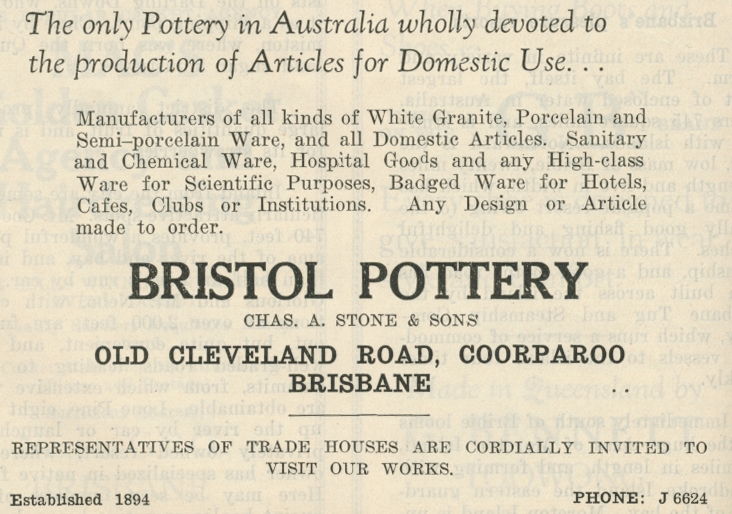 The only Pottery in Australia wholly devoted to
the production of Articles for Domestic Use. . .
Manufacturers of all kinds of White Granite, Porcelain and
Semi-porcelain Ware, and all Domestic Articles. Sanitary
and Chemical Ware, Hospital Goods and any High-class
Ware for Scientific Purposes, Badged Ware for Hotels,
Cafes, Clubs or Institutions. . . Any Design or Article
made to order.
BRISTOL POTTERY
CHAS. A. STONE & SONS
OLD CLEVELAND ROAD, COORPAROO
BRISBANE . .
REPRESENTATIVES OF TRADE HOUSES ARE CORDIALLY INVITED TO
VISIT OUR WORKS.
Established 1894 PHONE: J 6624